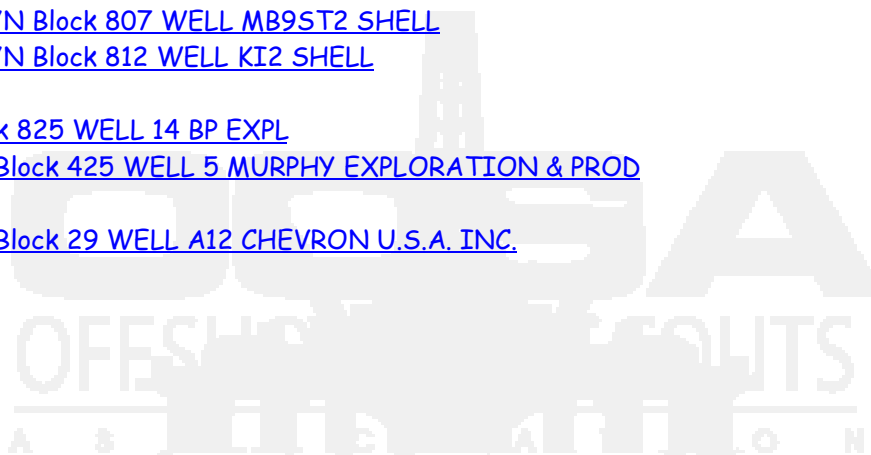 'N Block 807 WELL MB9ST2 SHELL
'N Block 812 WELL KI2 SHELL
k 825 WELL 14 BP EXPL
Block 425 WELL 5 MURPHY EXPLORATION & PROD
Block 29 WELL A12 CHEVRON U.S.A. INC.
OOSA